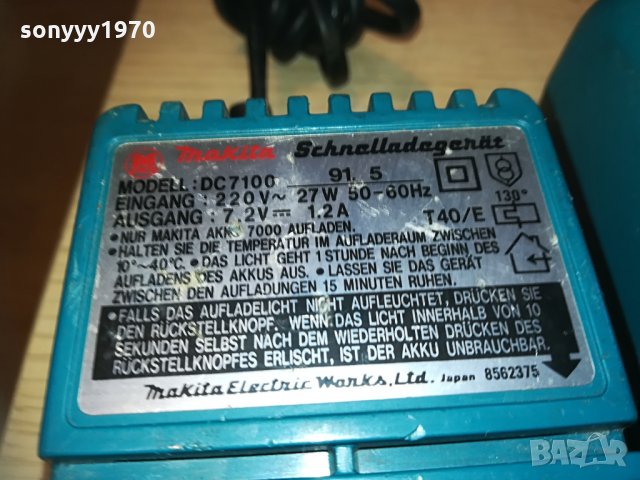 sonyyy1970
makita Schnelladegerät
MODELL : DC7100 91. 5
EINGANG : 220V~ 27W 50-60Hz
AUSGANG : 7.2V⎓ 1.2A
130°
T40/E
•NUR MAKITA AKKU 7000 AUFLADEN.
•HALTEN SIE DIE TEMPERATUR IM AUFLADERAUM ZWISCHEN
10°~40°C. •DAS LICHT GEHT 1 STUNDE NACH BEGINN DES
AUFLADENS DES AKKUS AUS. •LASSEN SIE DAS GERÄT
ZWISCHEN DEN AUFLADUNGEN 15 MINUTEN RUHEN.
•FALLS DAS AUFLADELICHT NICHT AUFLEUCHTET, DRÜCKEN SIE
DEN RÜCKSTELLKNOPF. WENN DAS LICHT INNERHALB VON 10
SEKUNDEN SELBST NACH DEM WIEDERHOLTEN DRÜCKEN DES
RÜCKSTELLKNOPFES ERLISCHT, IST DER AKKU UNBRAUCHBAR.
Makita Electric Works, Ltd. Japan 8562375
BAZAR